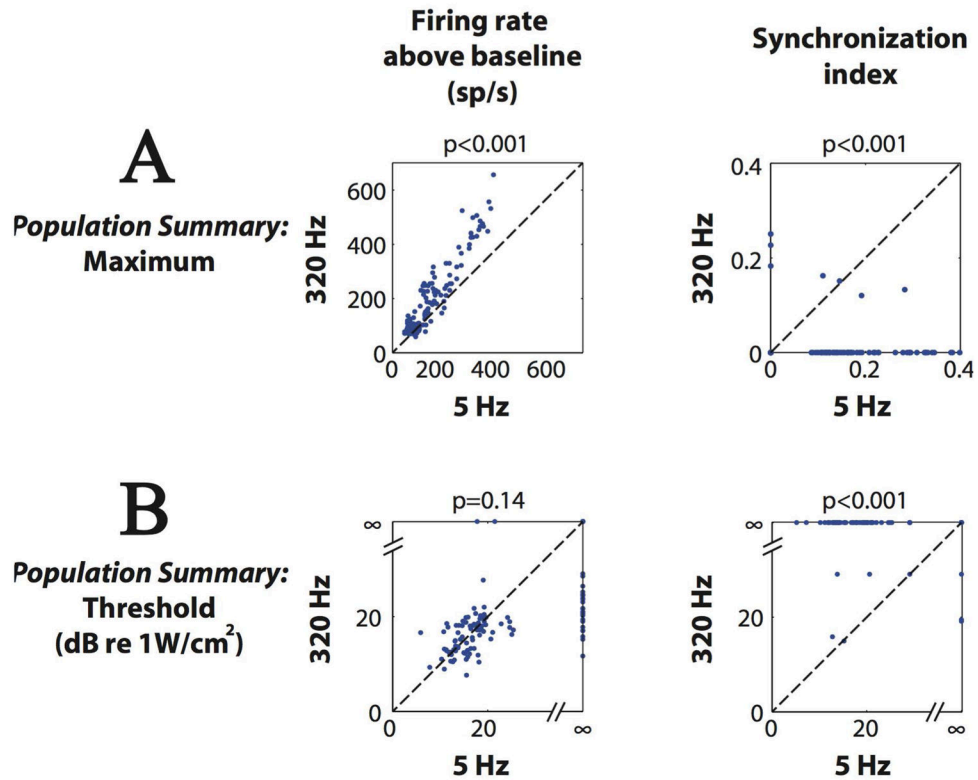 Firing rate
above baseline
(sp/s)
Synchronization
index
A
Population Summary:
Maximum
p<0.001
600
400
200
0
320 Hz
0 200 400 600
5 Hz
p<0.001
0.4
0.2
0
320 Hz
0 0.2 0.4
5 Hz
B
Population Summary:
Threshold
(dB re 1W/cm²)
p=0.14
∞
20
0
320 Hz
0 20 ∞
5 Hz
p<0.001
∞
20
0
320 Hz
0 20 ∞
5 Hz